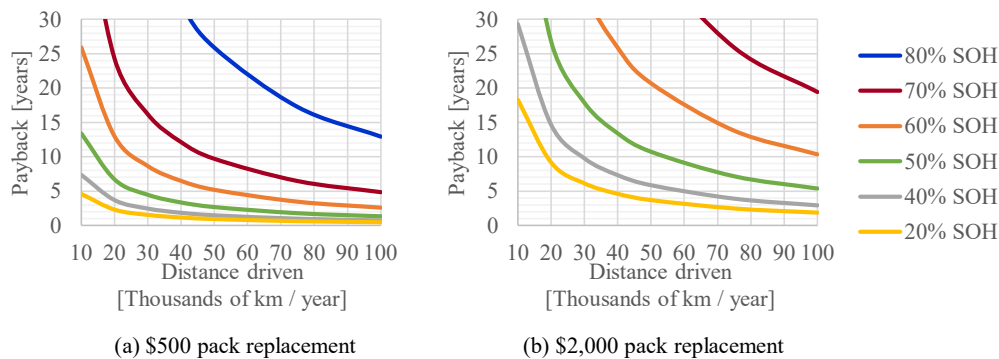 30
25
20
15
10
5
0
Payback [years]
10 20 30 40 50 60 70 80 90 100
Distance driven
[Thousands of km / year]
(a) $500 pack replacement
30
25
20
15
10
5
0
Payback [years]
10 20 30 40 50 60 70 80 90 100
Distance driven
[Thousands of km / year]
(b) $2,000 pack replacement
80% SOH
70% SOH
60% SOH
50% SOH
40% SOH
20% SOH